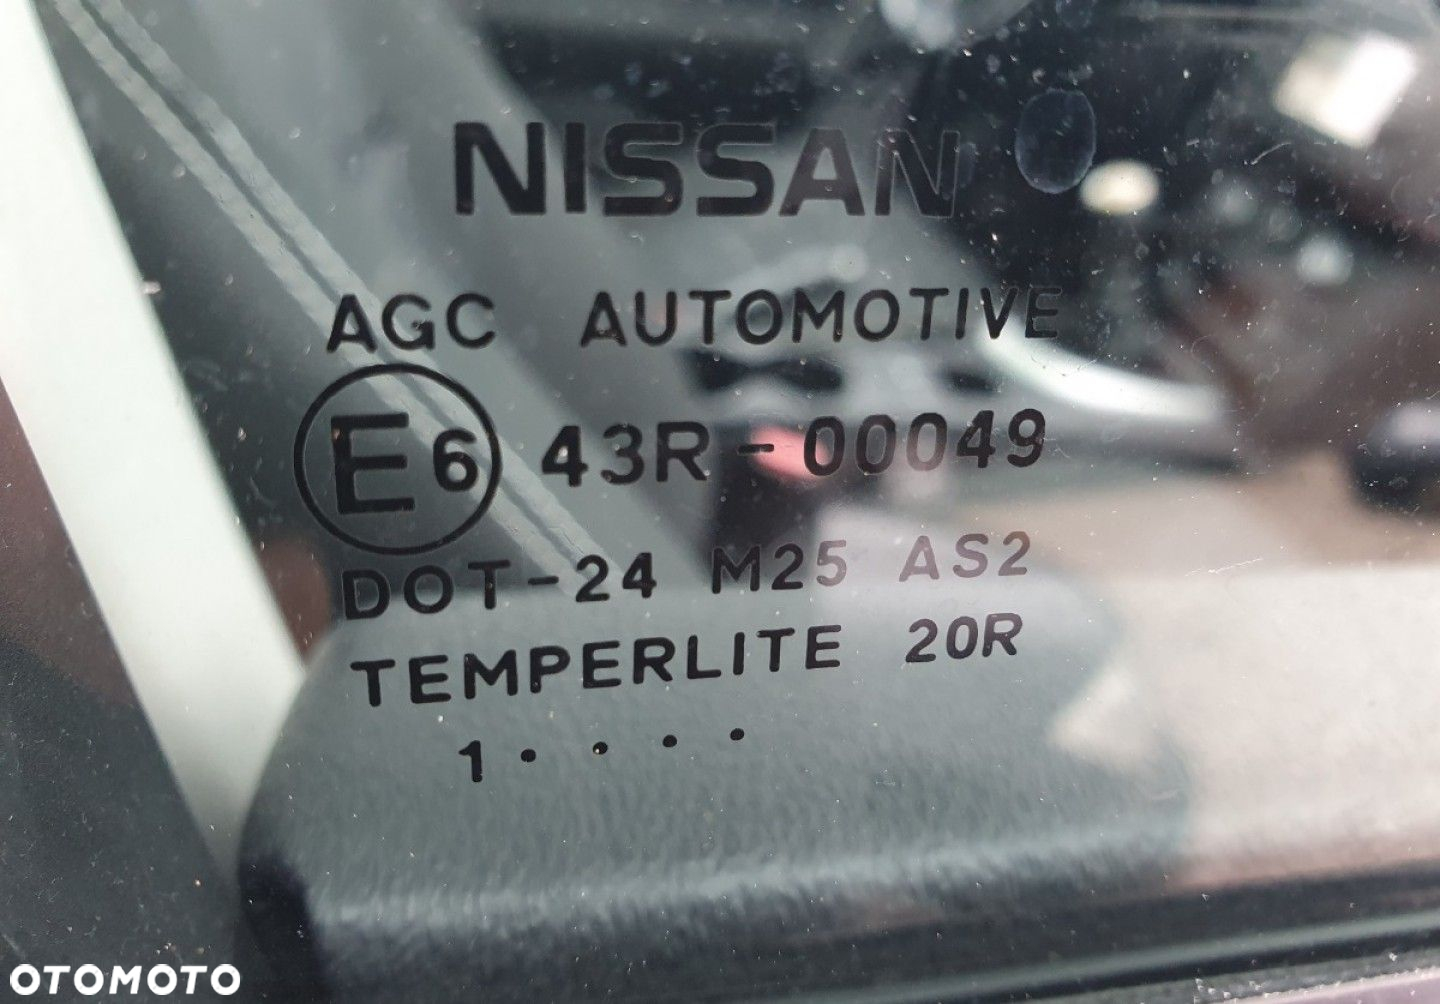 NISSAN
AGC AUTOMOTIVE
E6 43R-00049
DOT-24 M25 AS2
TEMPERLITE 20R
1 · · · ·
OTOMOTO